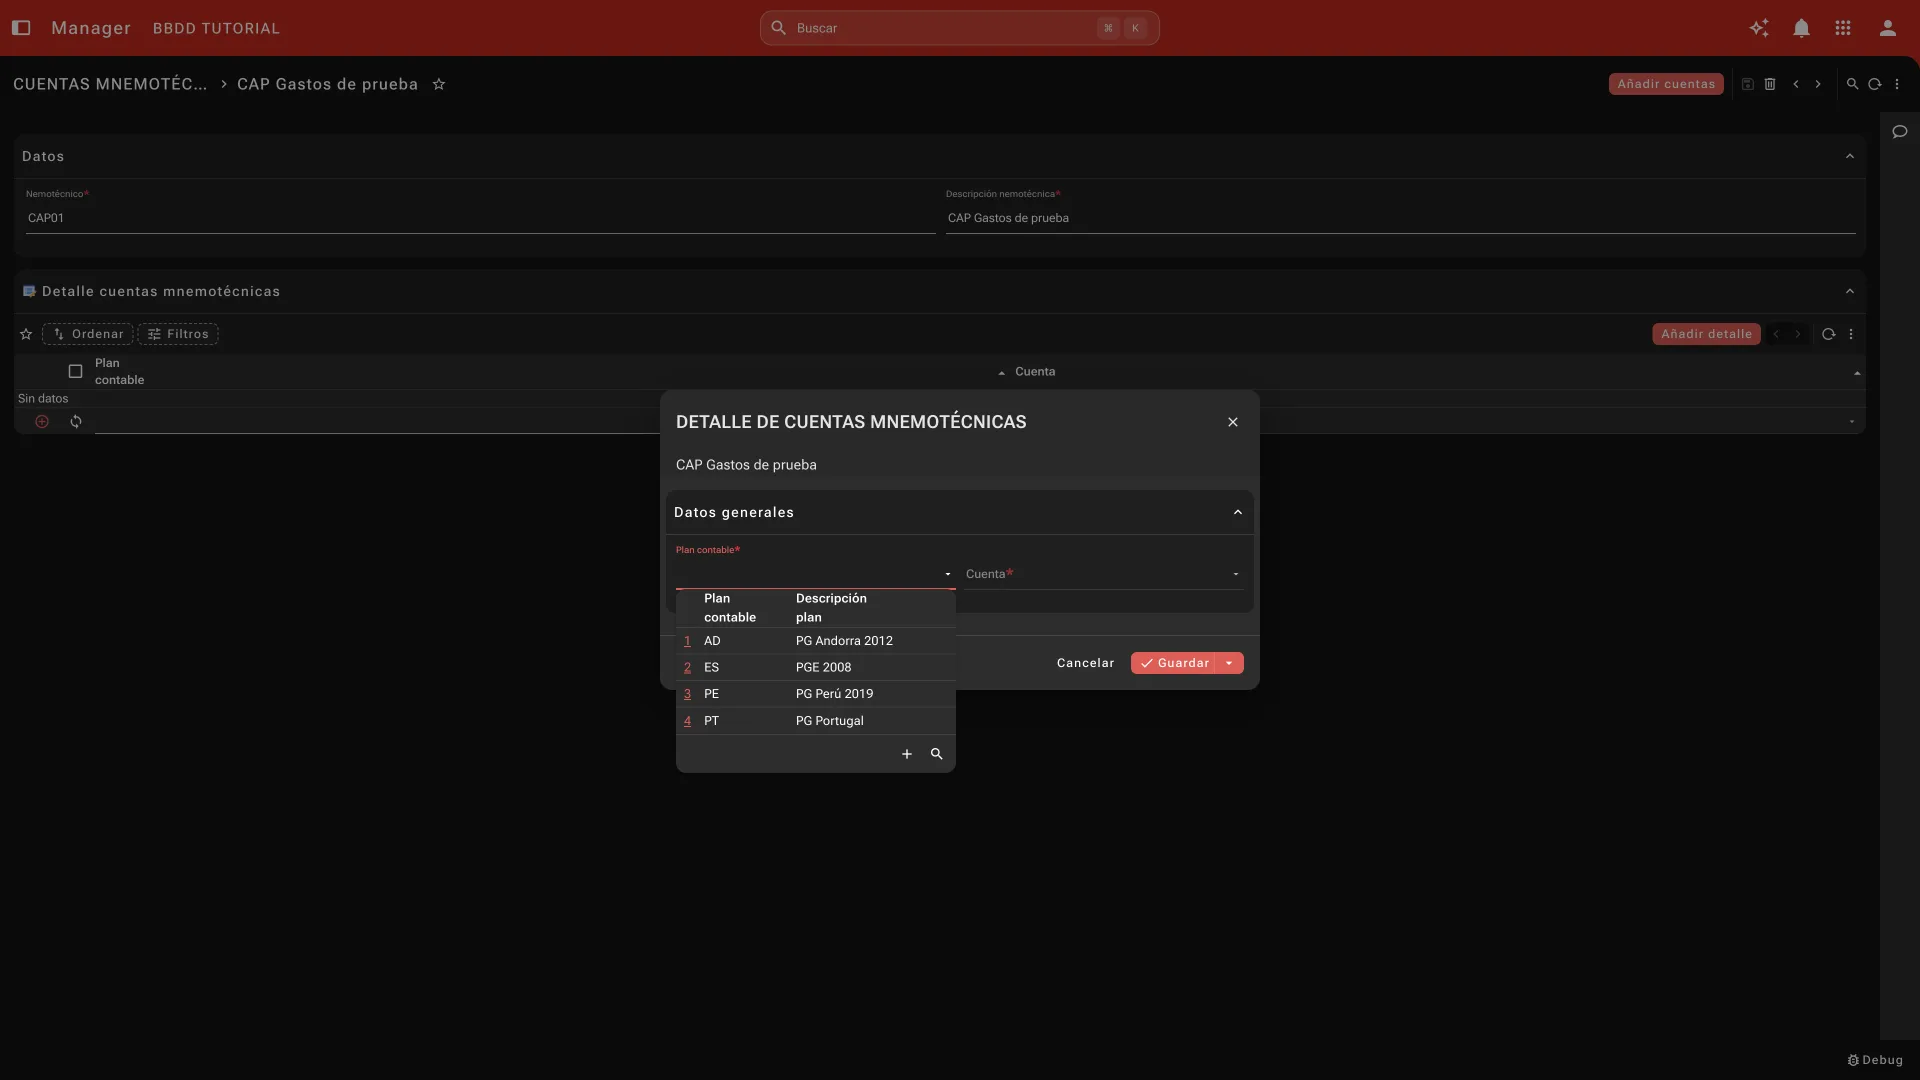 Manager BBDD TUTORIAL
Buscar
⌘ K
CUENTAS MNEMOTÉC... > CAP Gastos de prueba
Añadir cuentas
Datos
Nemotécnico*
CAP01
Descripción nemotécnica*
CAP Gastos de prueba
Detalle cuentas mnemotécnicas
Ordenar
Filtros
Añadir detalle
Plan
contable
Cuenta
Sin datos
DETALLE DE CUENTAS MNEMOTÉCNICAS
CAP Gastos de prueba
Datos generales
Plan contable*
Cuenta*
Plan
contable
Descripción
plan
1 AD PG Andorra 2012
2 ES PGE 2008
3 PE PG Perú 2019
4 PT PG Portugal
Cancelar
Guardar
Debug